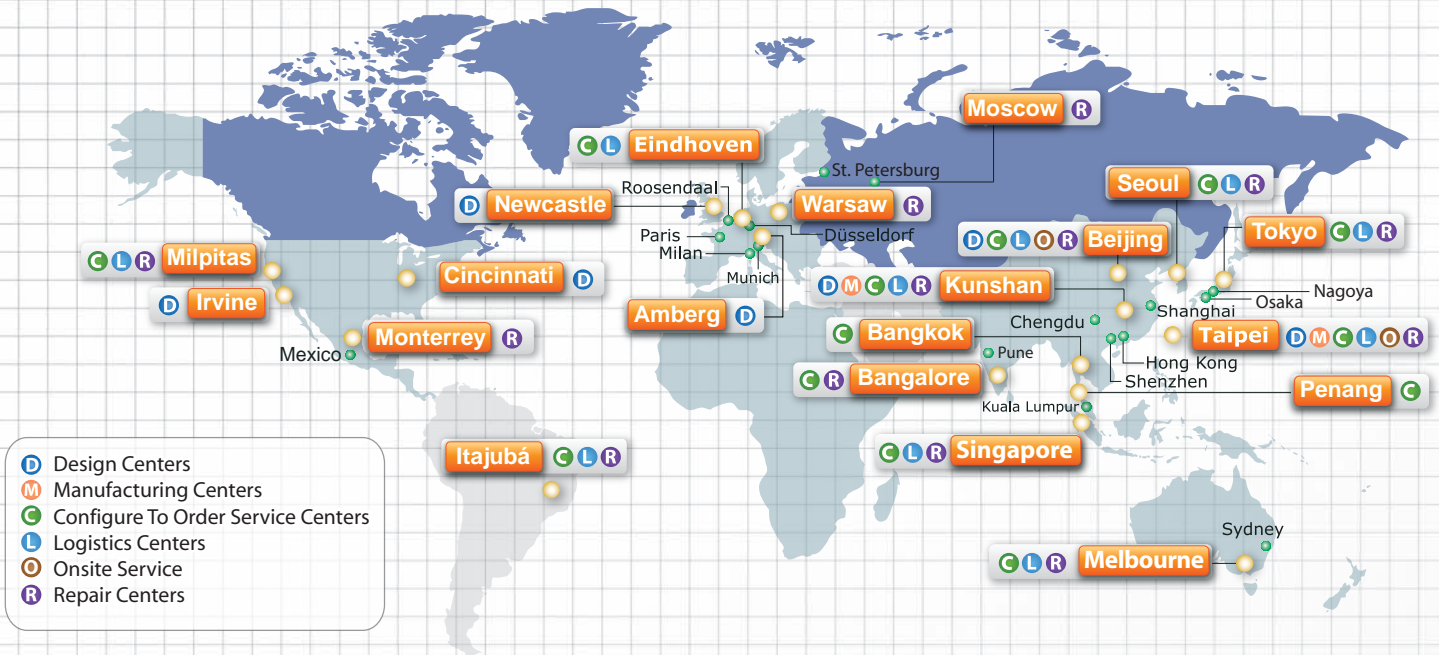 Moscow R
C L Eindhoven
St. Petersburg
Seoul C L R
Roosendaal
D Newcastle
Warsaw R
Tokyo C L R
Paris
Düsseldorf
D C L O R Beijing
Milan
C L R Milpitas
Cincinnati D
Munich
D M C L R Kunshan
Nagoya
D Irvine
Osaka
Amberg D
Shanghai
Chengdu
Monterrey R
C Bangkok
Taipei D M C L O R
Mexico
Pune
Hong Kong
C R Bangalore
Shenzhen
Penang C
Kuala Lumpur
Itajubá C L R
C L R Singapore
D Design Centers
M Manufacturing Centers
C Configure To Order Service Centers
L Logistics Centers
O Onsite Service
R Repair Centers
Sydney
C L R Melbourne